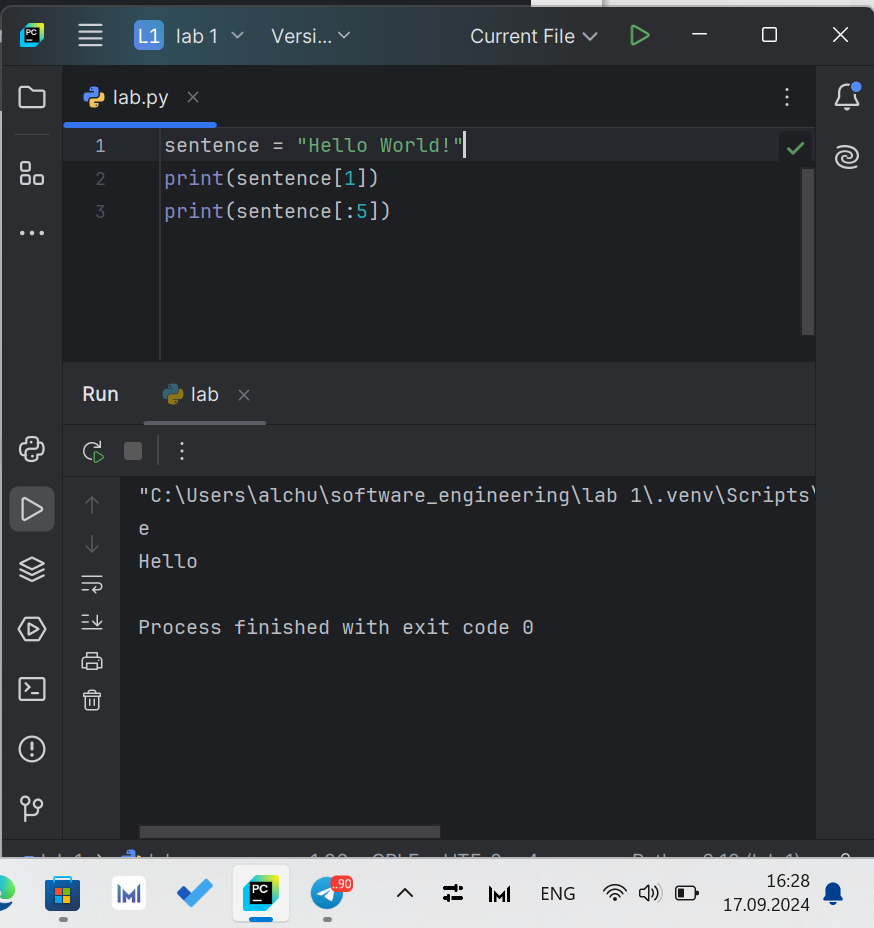 PC L1 lab 1 Versi... Current File
lab.py
1 sentence = "Hello World!"
2 print(sentence[1])
3 print(sentence[:5])
Run lab
"C:\Users\alchu\software_engineering\lab 1\.venv\Scripts\
e
Hello
Process finished with exit code 0
PC ..90 ENG 16:28
17.09.2024